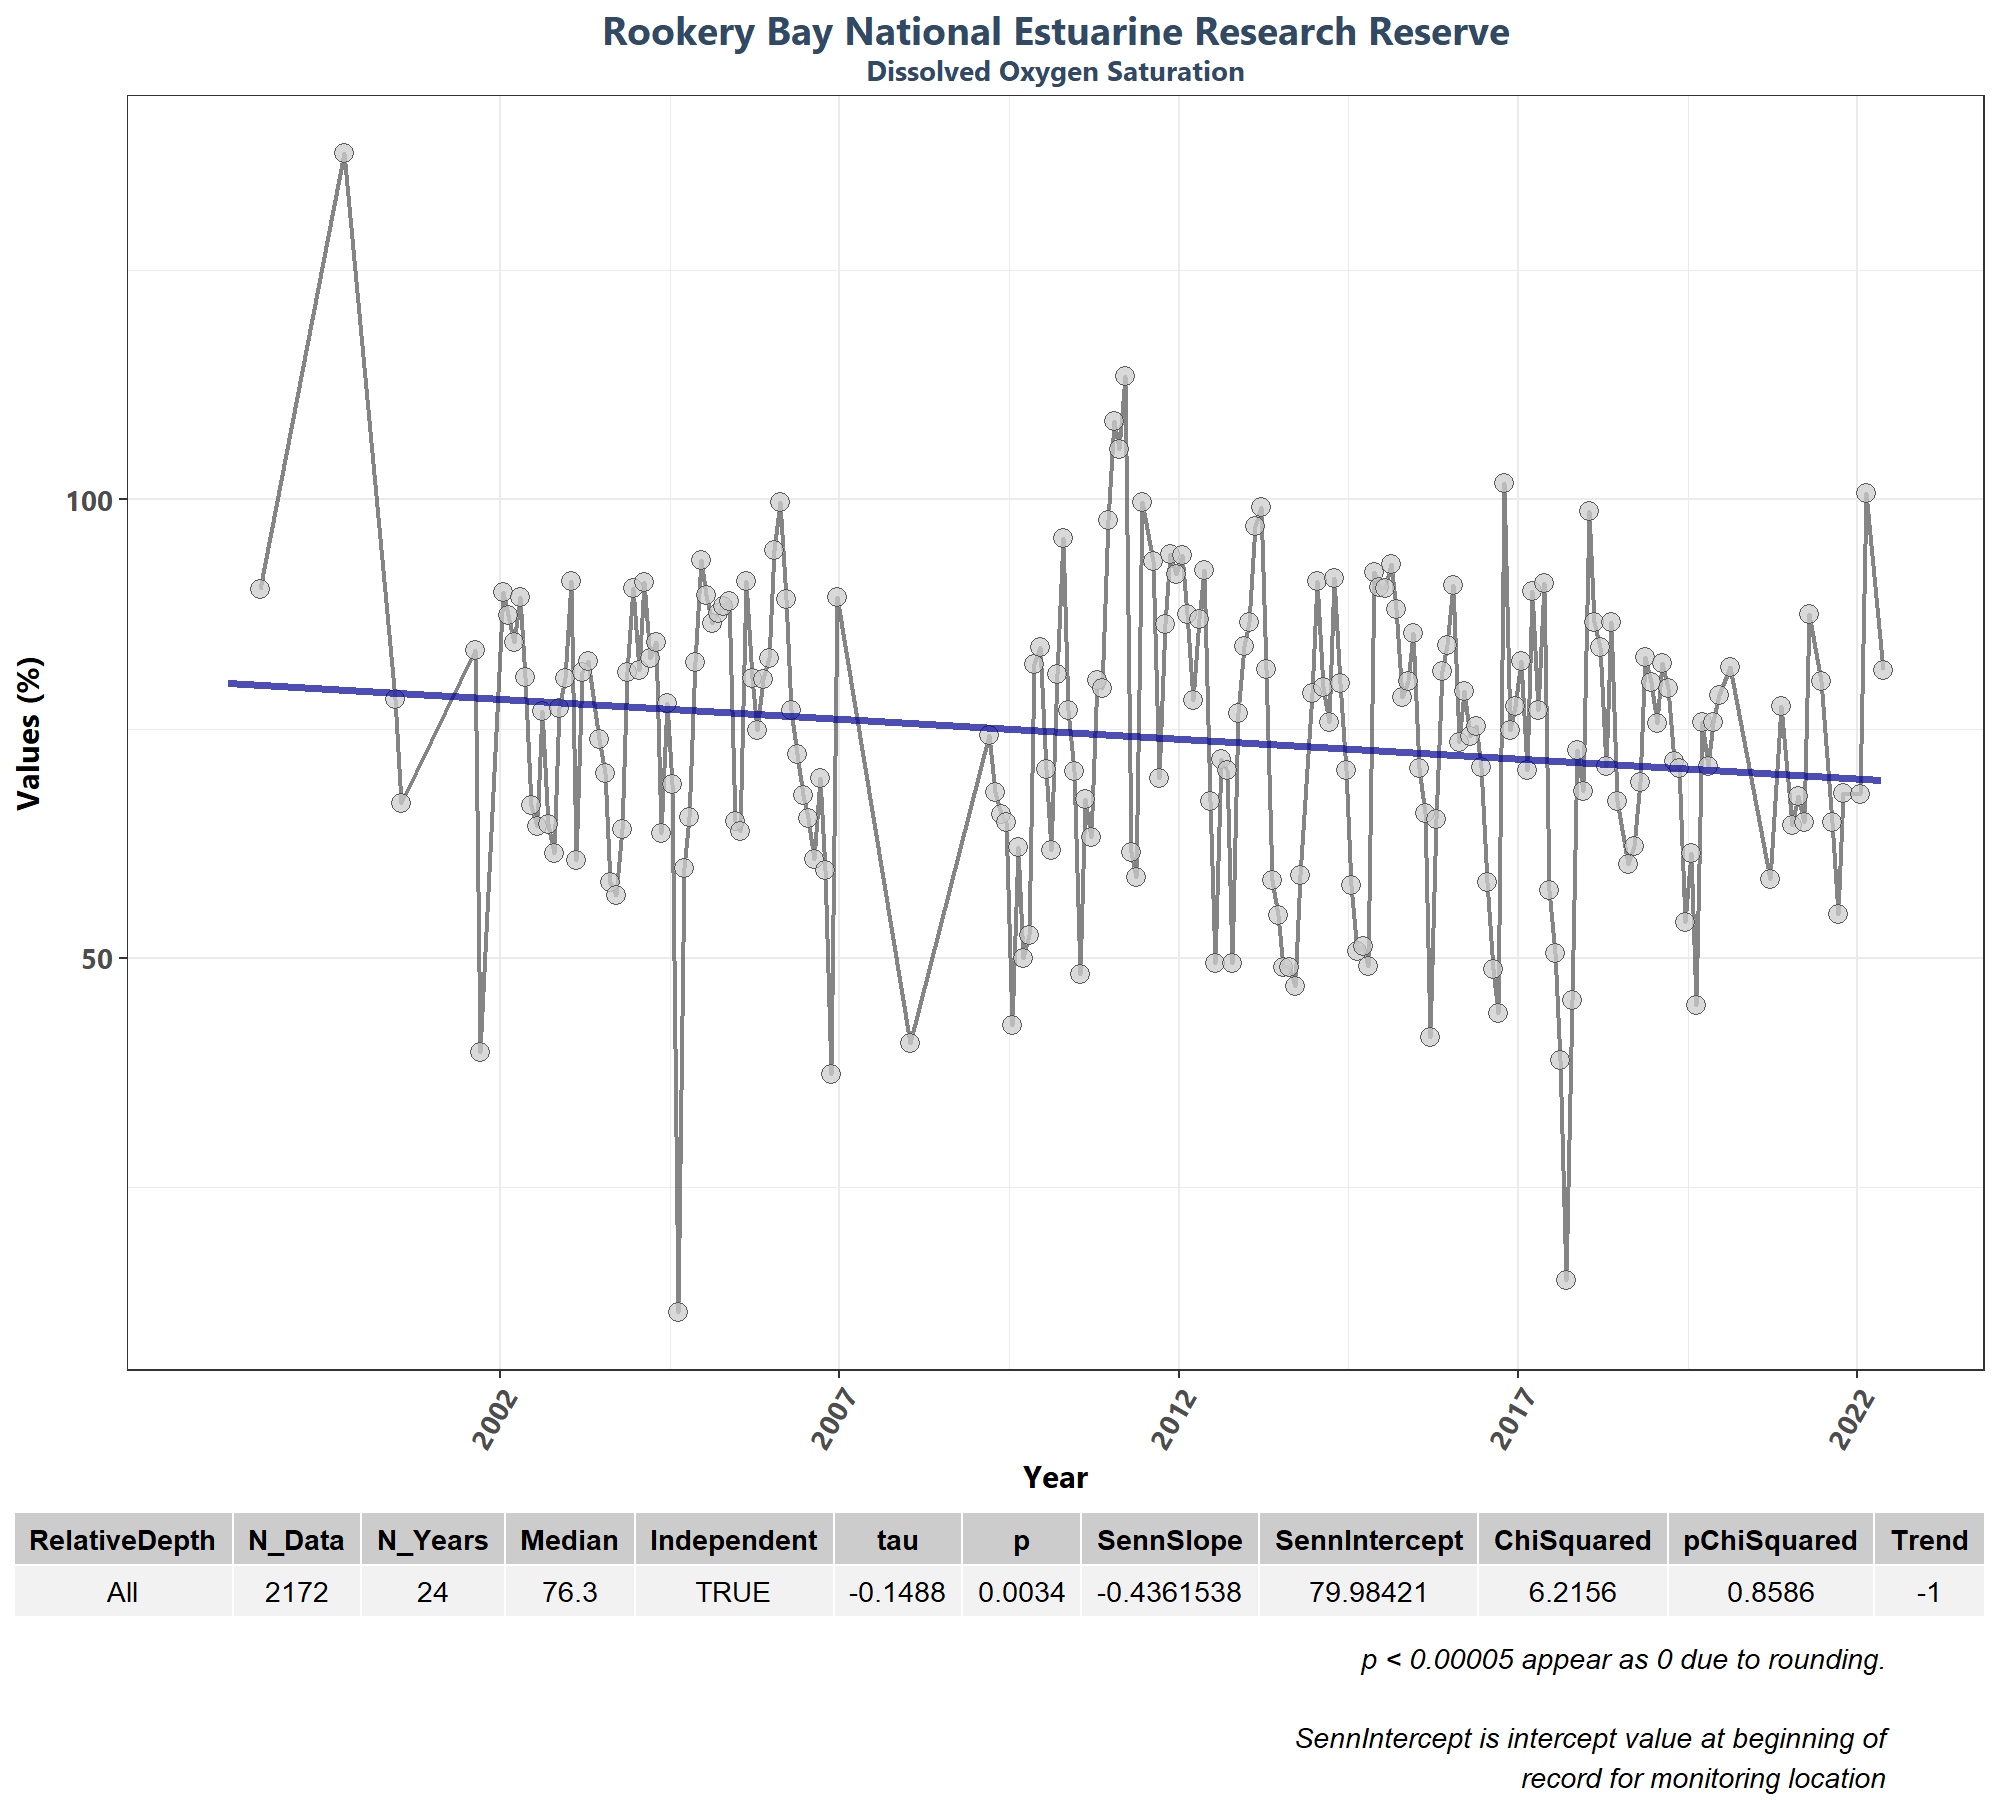 Rookery Bay National Estuarine Research Reserve
Dissolved Oxygen Saturation
Values (%)
100
50
2002 2007 2012 2017 2022
Year
RelativeDepth N_Data N_Years Median Independent tau p SennSlope SennIntercept ChiSquared pChiSquared Trend
All 2172 24 76.3 TRUE -0.1488 0.0034 -0.4361538 79.98421 6.2156 0.8586 -1
p < 0.00005 appear as 0 due to rounding.
SennIntercept is intercept value at beginning of
record for monitoring location